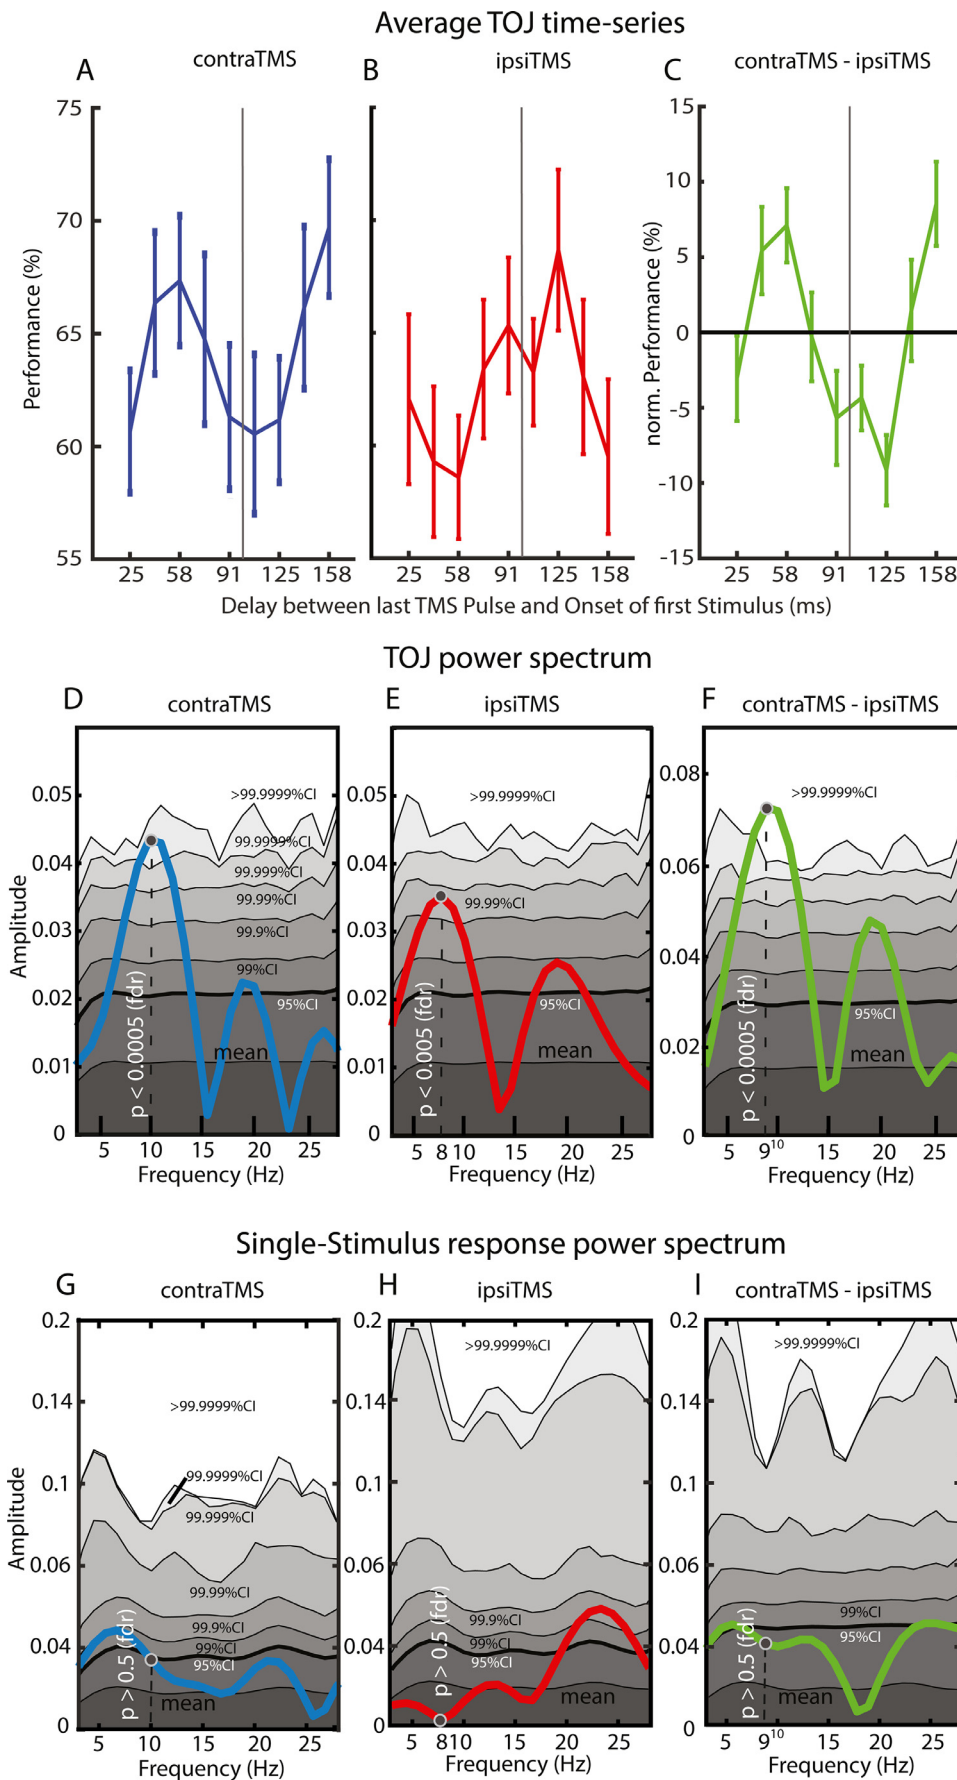 Average TOJ time-series
A contraTMS
B ipsiTMS
C contraTMS - ipsiTMS
Performance (%)
75
70
65
60
55
25 58 91 125 158
25 58 91 125 158
norm. Performance (%)
15
10
5
0
-5
-10
-15
25 58 91 125 158
Delay between last TMS Pulse and Onset of first Stimulus (ms)
TOJ power spectrum
D contraTMS
Amplitude
0.05
0.04
0.03
0.02
0.01
0
>99.9999%CI
99.9999%CI
99.999%CI
99.99%CI
99.9%CI
99%CI
95%CI
mean
p < 0.0005 (fdr)
5 10 15 20 25
Frequency (Hz)
E ipsiTMS
0.05
0.04
0.03
0.02
0.01
0
>99.9999%CI
99.99%CI
95%CI
mean
p < 0.005 (fdr)
5 8 10 15 20 25
Frequency (Hz)
F contraTMS - ipsiTMS
0.08
0.06
0.04
0.02
0
>99.9999%CI
95%CI
mean
p < 0.0005 (fdr)
5 9 10 15 20 25
Frequency (Hz)
Single-Stimulus response power spectrum
G contraTMS
Amplitude
0.2
0.14
0.1
0.06
0.04
0
>99.9999%CI
99.9999%CI
99.999%CI
99.99%CI
99.9%CI
99%CI
95%CI
mean
p > 0.5 (fdr)
5 10 15 20 25
Frequency (Hz)
H ipsiTMS
0.2
0.14
0.1
0.06
0.04
0
>99.9999%CI
99.9%CI
99%CI
95%CI
mean
p > 0.5 (fdr)
5 8 10 15 20 25
Frequency (Hz)
I contraTMS - ipsiTMS
0.2
0.14
0.1
0.06
0.04
0
>99.9999%CI
99%CI
95%CI
mean
p > 0.5 (fdr)
5 9 10 15 20 25
Frequency (Hz)